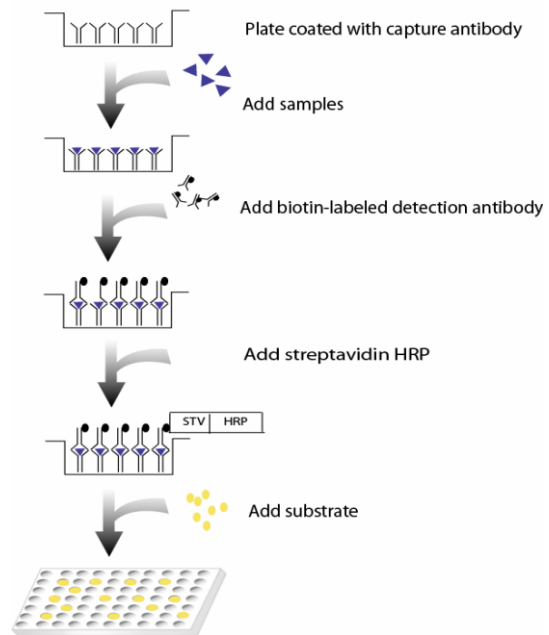 Plate coated with capture antibody
Add samples
Add biotin-labeled detection antibody
Add streptavidin HRP
STV HRP
Add substrate